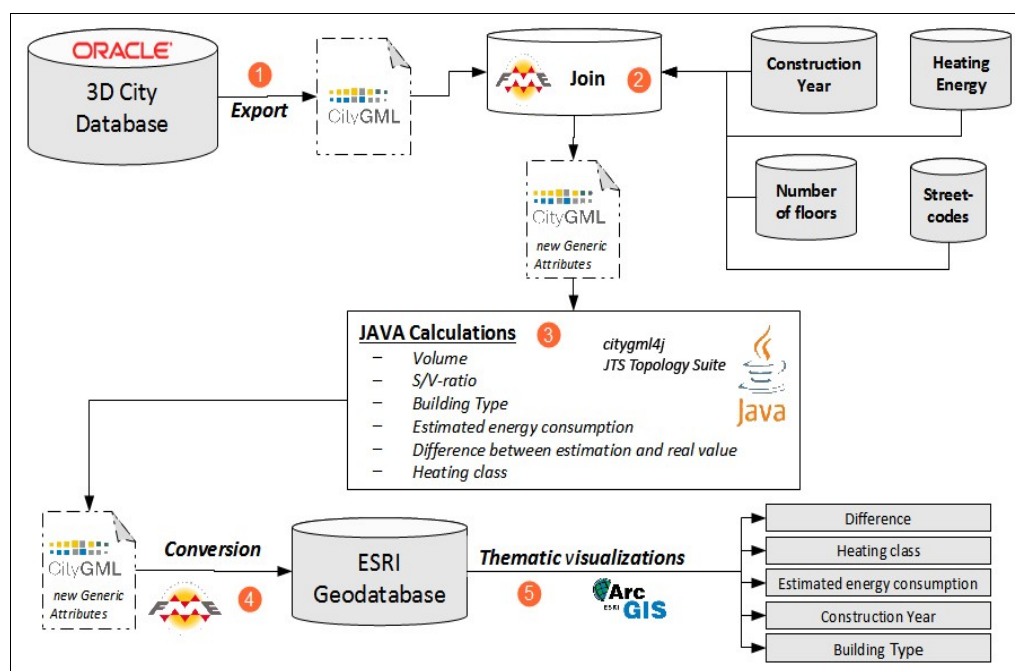 ORACLE
3D City
Database
1
Export
CityGML
FME
Join
2
Construction
Year
Heating
Energy
Number
of floors
Street-
codes
CityGML
new Generic
Attributes
JAVA Calculations
3
– Volume
– S/V-ratio
– Building Type
– Estimated energy consumption
– Difference between estimation and real value
– Heating class
citygml4j
JTS Topology Suite
Java
CityGML
new Generic
Attributes
Conversion
FME
4
ESRI
Geodatabase
Thematic visualizations
5
Arc
ESRI GIS
Difference
Heating class
Estimated energy consumption
Construction Year
Building Type